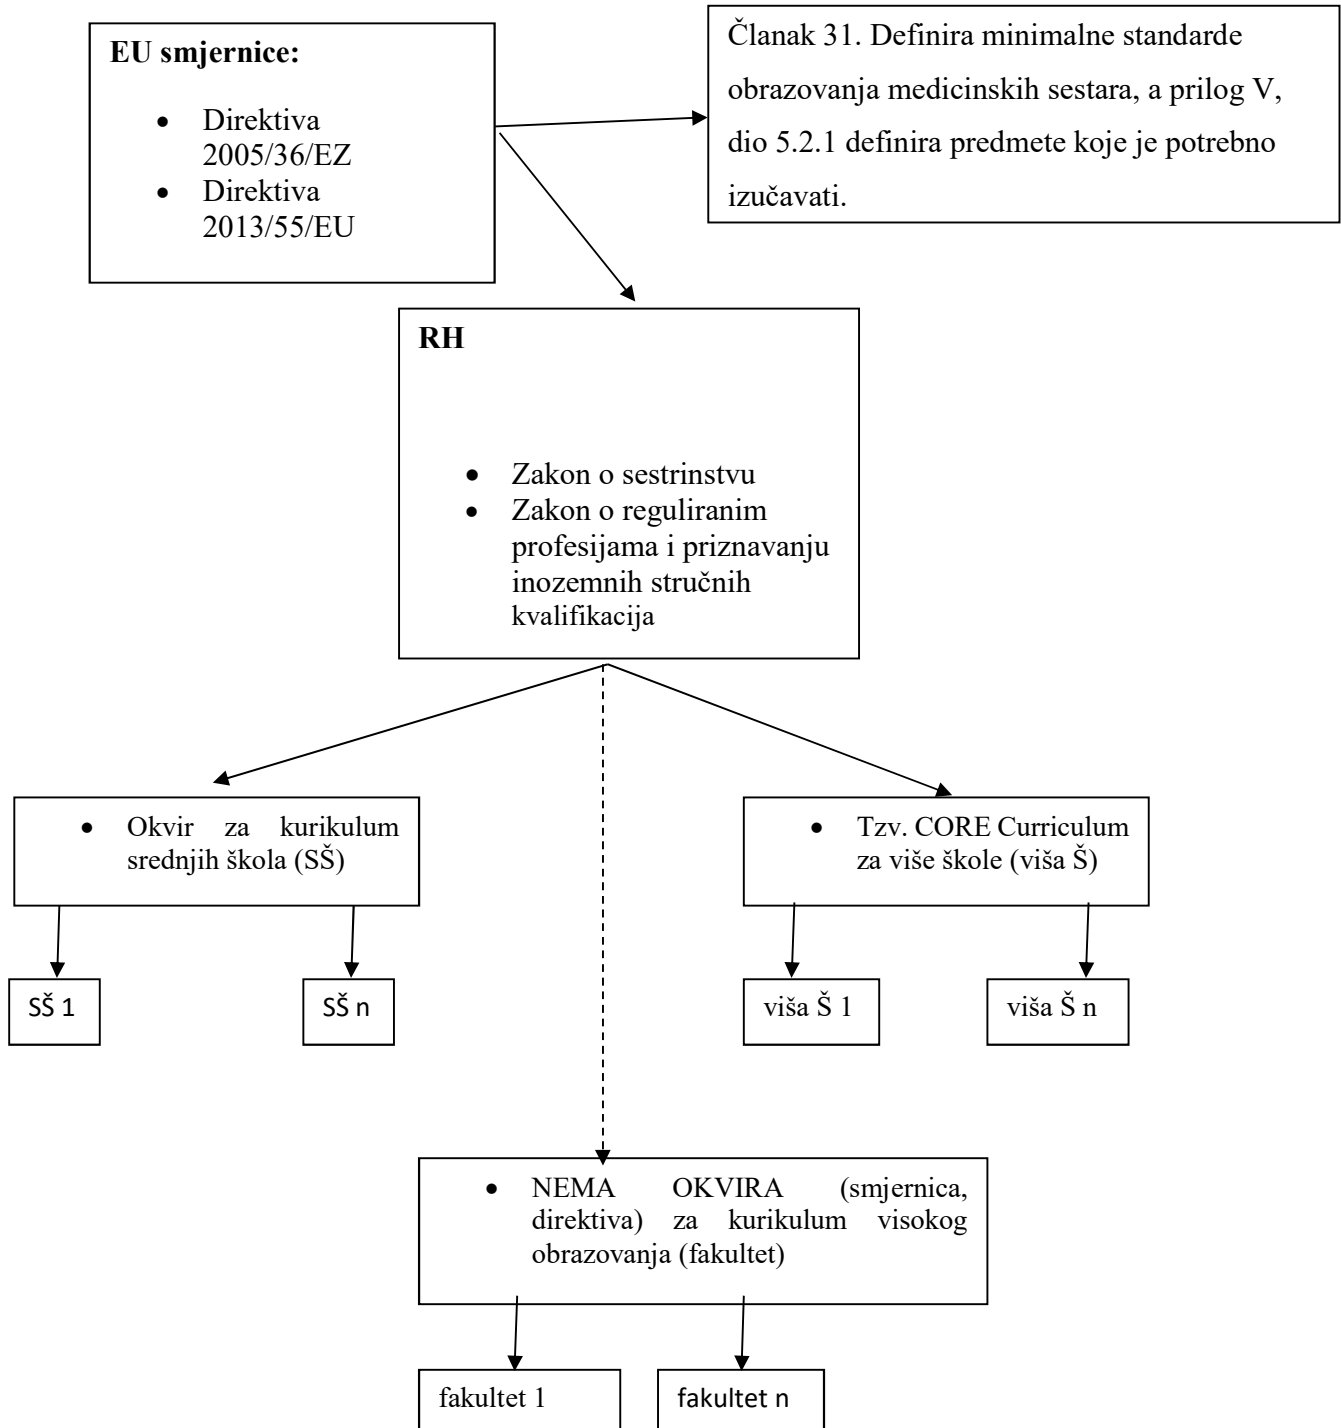 EU smjernice:
• Direktiva
2005/36/EZ
• Direktiva
2013/55/EU
Članak 31. Definira minimalne standarde
obrazovanja medicinskih sestara, a prilog V,
dio 5.2.1 definira predmete koje je potrebno
izučavati.
RH
• Zakon o sestrinstvu
• Zakon o reguliranim
profesijama i priznavanju
inozemnih stručnih
kvalifikacija
• Okvir za kurikulum
srednjih škola (SŠ)
• Tzv. CORE Curriculum
za više škole (viša Š)
SŠ 1
SŠ n
viša Š 1
viša Š n
• NEMA OKVIRA (smjernica,
direktiva) za kurikulum visokog
obrazovanja (fakultet)
fakultet 1
fakultet n